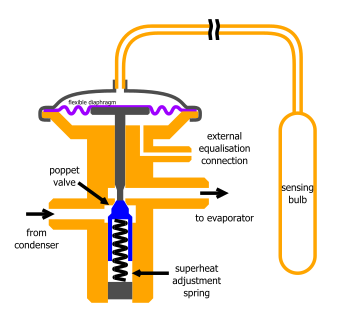 flexible diaphragm
external
equalisation
connection
poppet
valve
sensing
bulb
to evaporator
from
condenser
superheat
adjustment
spring